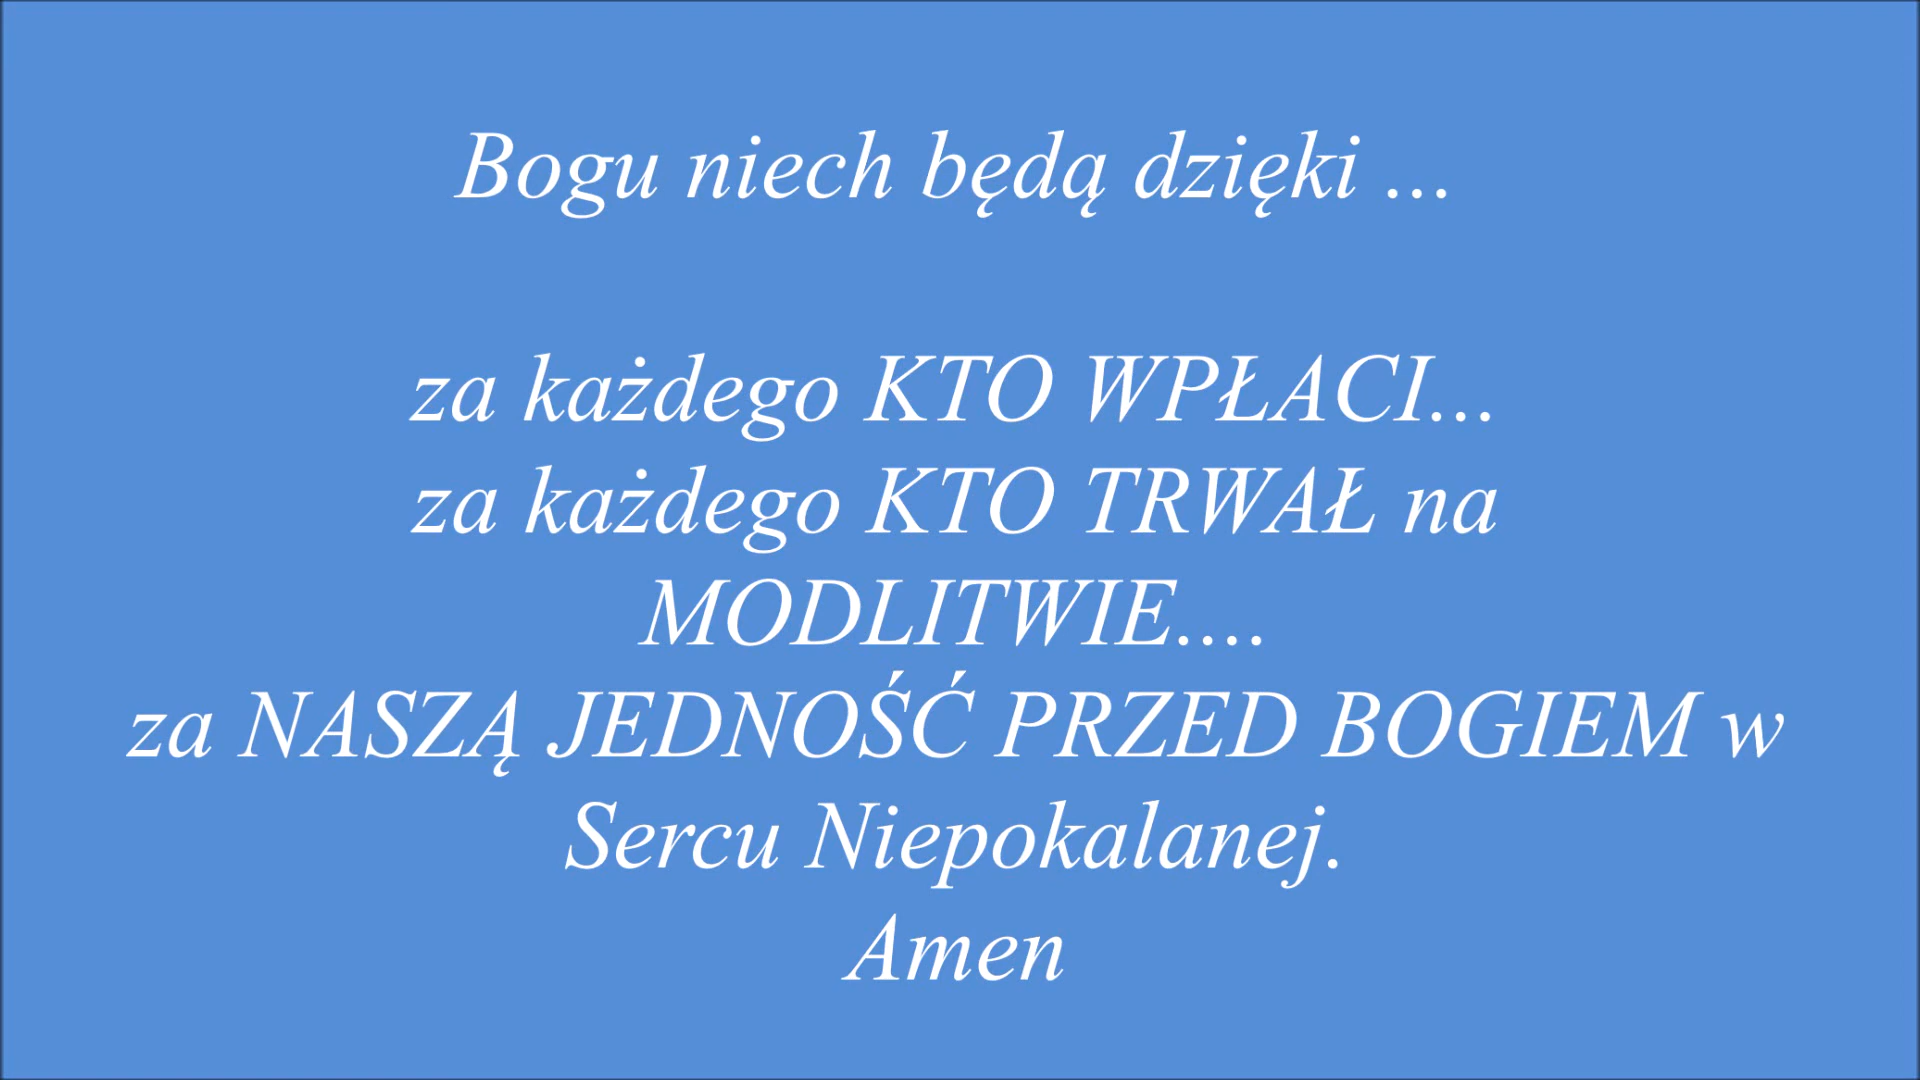 Bogu niech będą dzięki ...
za każdego KTO WPŁACI...
za każdego KTO TRWAŁ na
MODLITWIE....
za NASZĄ JEDNOŚĆ PRZED BOGIEM w
Sercu Niepokalanej.
Amen